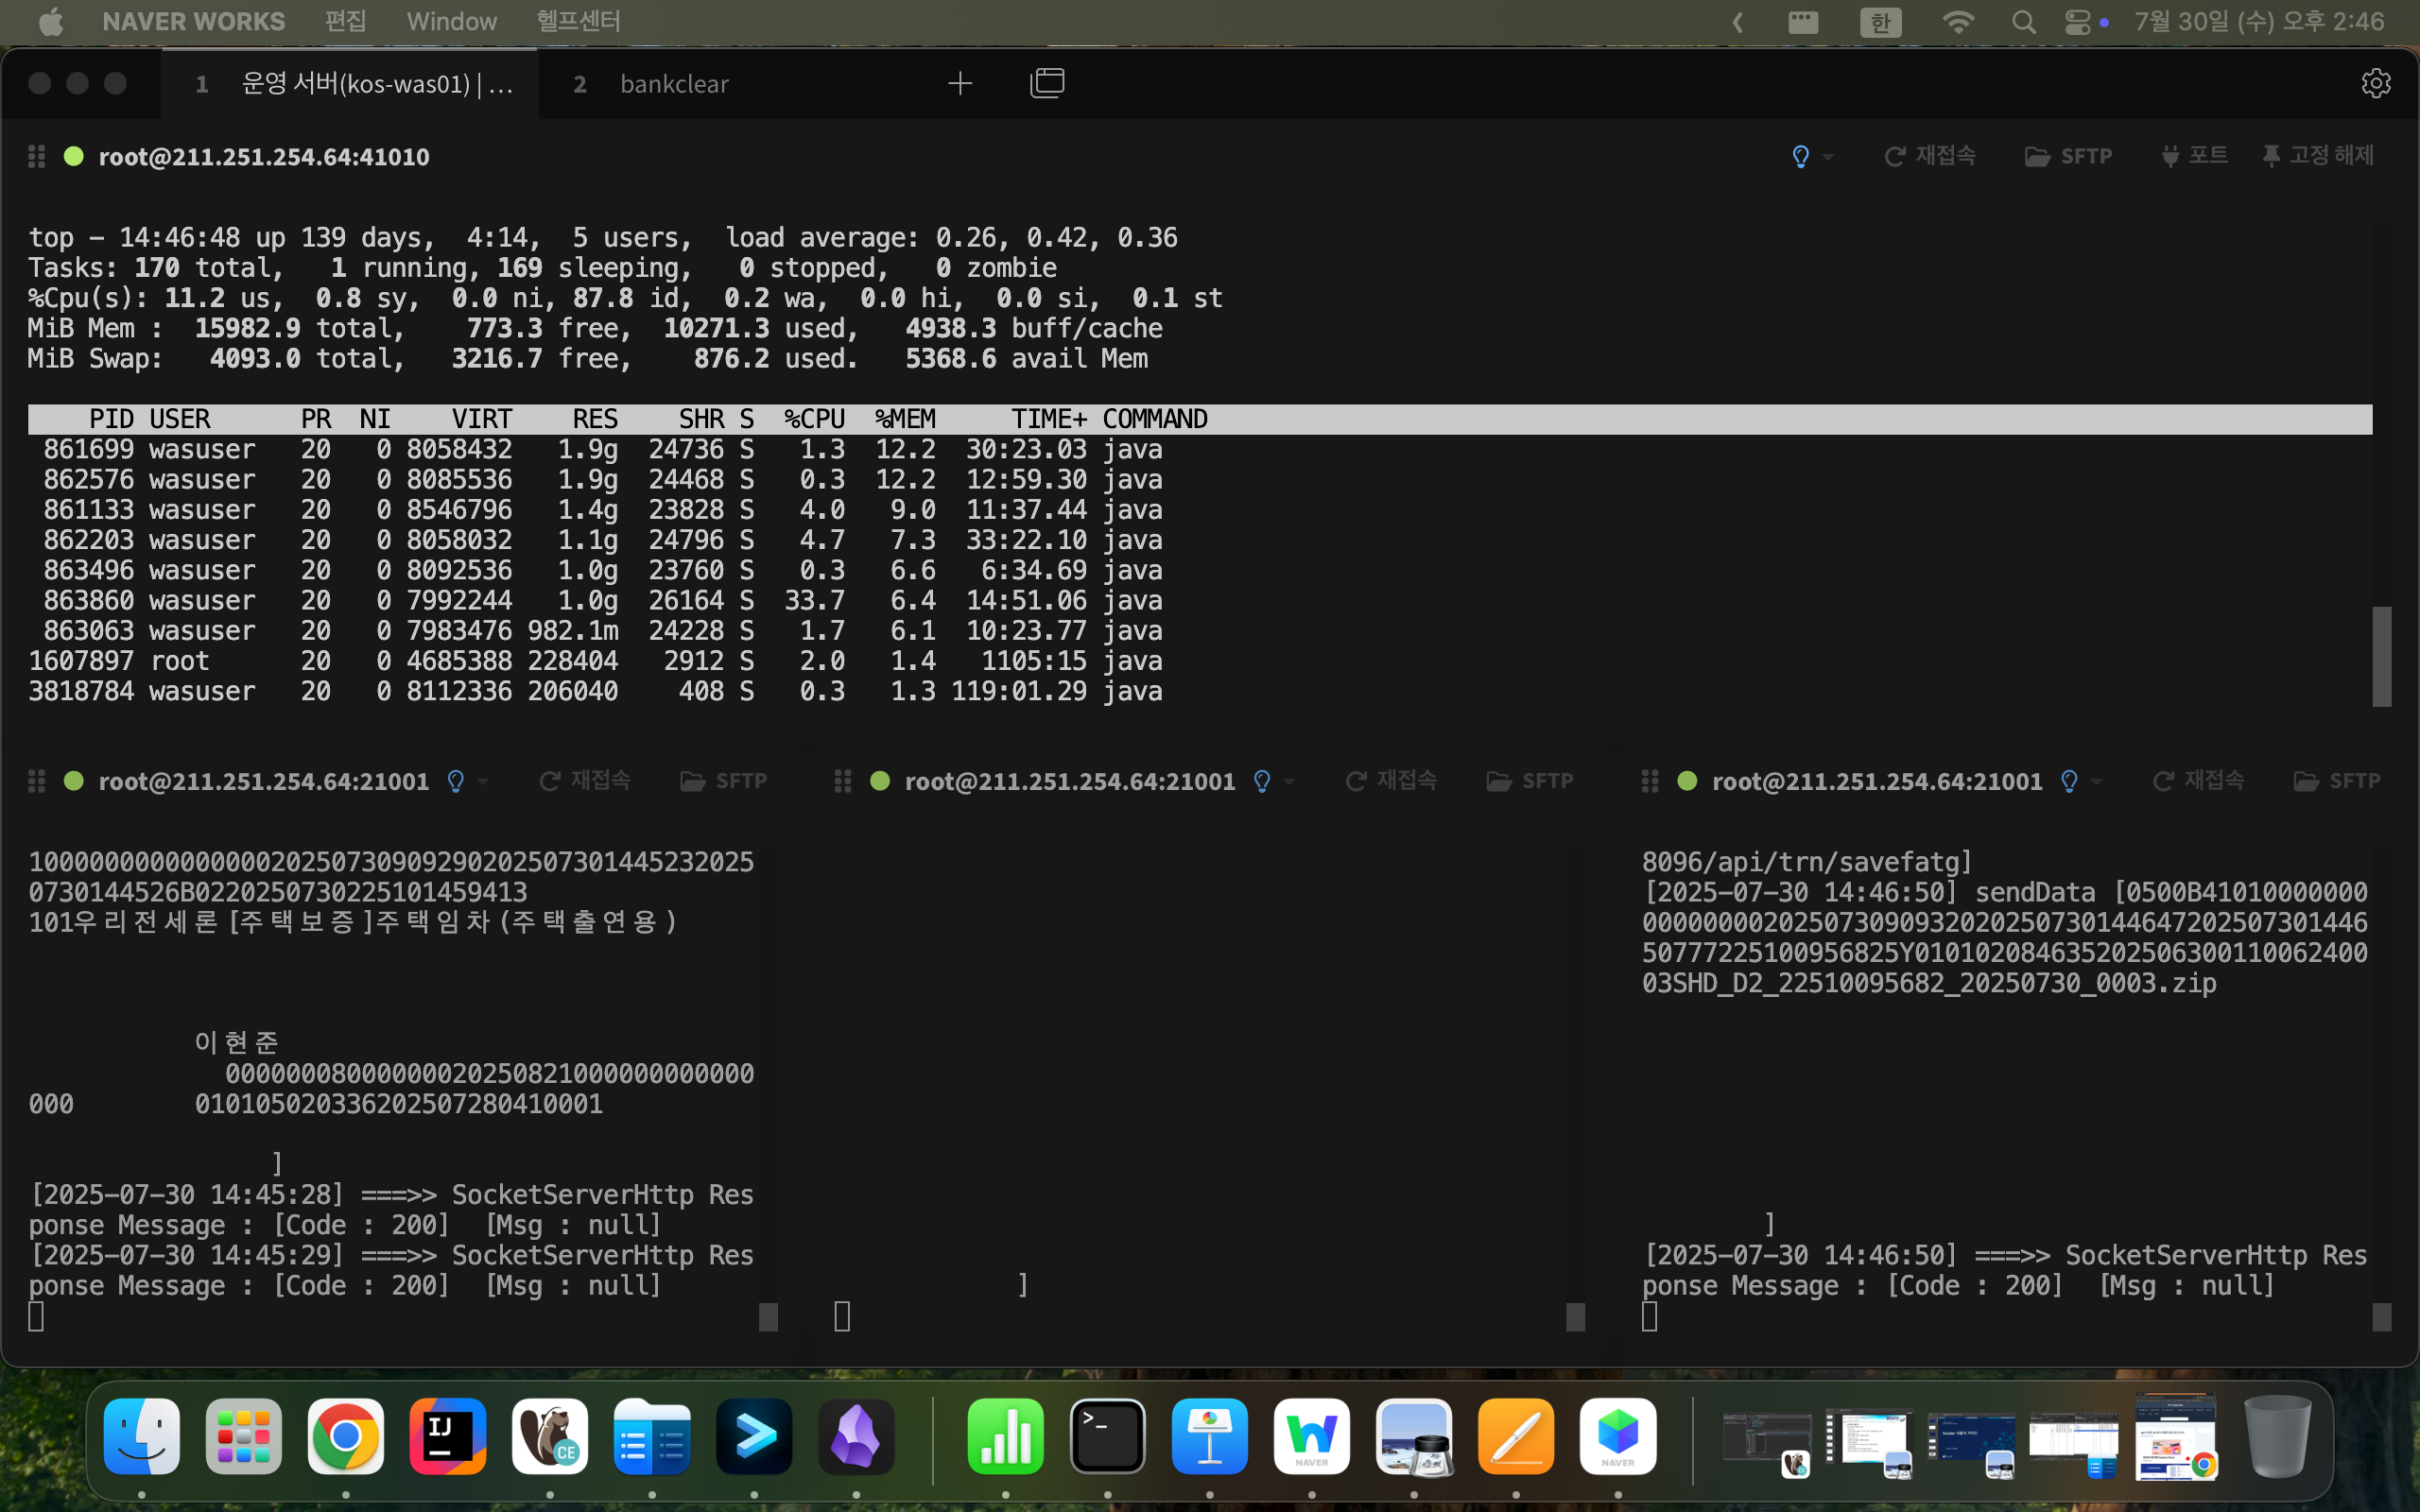 NAVER WORKS 편집 Window 헬프센터 한 7월 30일 (수) 오후 2:46
1 운영 서버(kos-was01) | ... 2 bankclear
root@211.251.254.64:41010 재접속 SFTP 포트 고정 해제
top - 14:46:48 up 139 days, 4:14, 5 users, load average: 0.26, 0.42, 0.36
Tasks: 170 total, 1 running, 169 sleeping, 0 stopped, 0 zombie
%Cpu(s): 11.2 us, 0.8 sy, 0.0 ni, 87.8 id, 0.2 wa, 0.0 hi, 0.0 si, 0.1 st
MiB Mem : 15982.9 total, 773.3 free, 10271.3 used, 4938.3 buff/cache
MiB Swap: 4093.0 total, 3216.7 free, 876.2 used. 5368.6 avail Mem
PID USER PR NI VIRT RES SHR S %CPU %MEM TIME+ COMMAND
861699 wasuser 20 0 8058432 1.9g 24736 S 1.3 12.2 30:23.03 java
862576 wasuser 20 0 8085536 1.9g 24468 S 0.3 12.2 12:59.30 java
861133 wasuser 20 0 8546796 1.4g 23828 S 4.0 9.0 11:37.44 java
862203 wasuser 20 0 8058032 1.1g 24796 S 4.7 7.3 33:22.10 java
863496 wasuser 20 0 8092536 1.0g 23760 S 0.3 6.6 6:34.69 java
863860 wasuser 20 0 7992244 1.0g 26164 S 33.7 6.4 14:51.06 java
863063 wasuser 20 0 7983476 982.1m 24228 S 1.7 6.1 10:23.77 java
1607897 root 20 0 4685388 228404 2912 S 2.0 1.4 1105:15 java
3818784 wasuser 20 0 8112336 206040 408 S 0.3 1.3 119:01.29 java
root@211.251.254.64:21001 재접속 SFTP
100000000000000020250730909290202507301445232025
0730144526B0220250730225101459413
101우리전세론[주택보증]주택임차(주택출연용)
이현준
00000008000000020250821000000000000
000 010105020336202507280410001
]
[2025-07-30 14:45:28] ===>> SocketServerHttp Res
ponse Message : [Code : 200] [Msg : null]
[2025-07-30 14:45:29] ===>> SocketServerHttp Res
ponse Message : [Code : 200] [Msg : null]
root@211.251.254.64:21001 재접속 SFTP
]
root@211.251.254.64:21001 재접속 SFTP
8096/api/trn/savefatg]
[2025-07-30 14:46:50] sendData [0500B41010000000
000000002025073090932020250730144647202507301446
50777225100956825Y010102084635202506300110062400
03SHD_D2_22510095682_20250730_0003.zip
]
[2025-07-30 14:46:50] ===>> SocketServerHttp Res
ponse Message : [Code : 200] [Msg : null]
IJ CE >_ NAVER NAVER